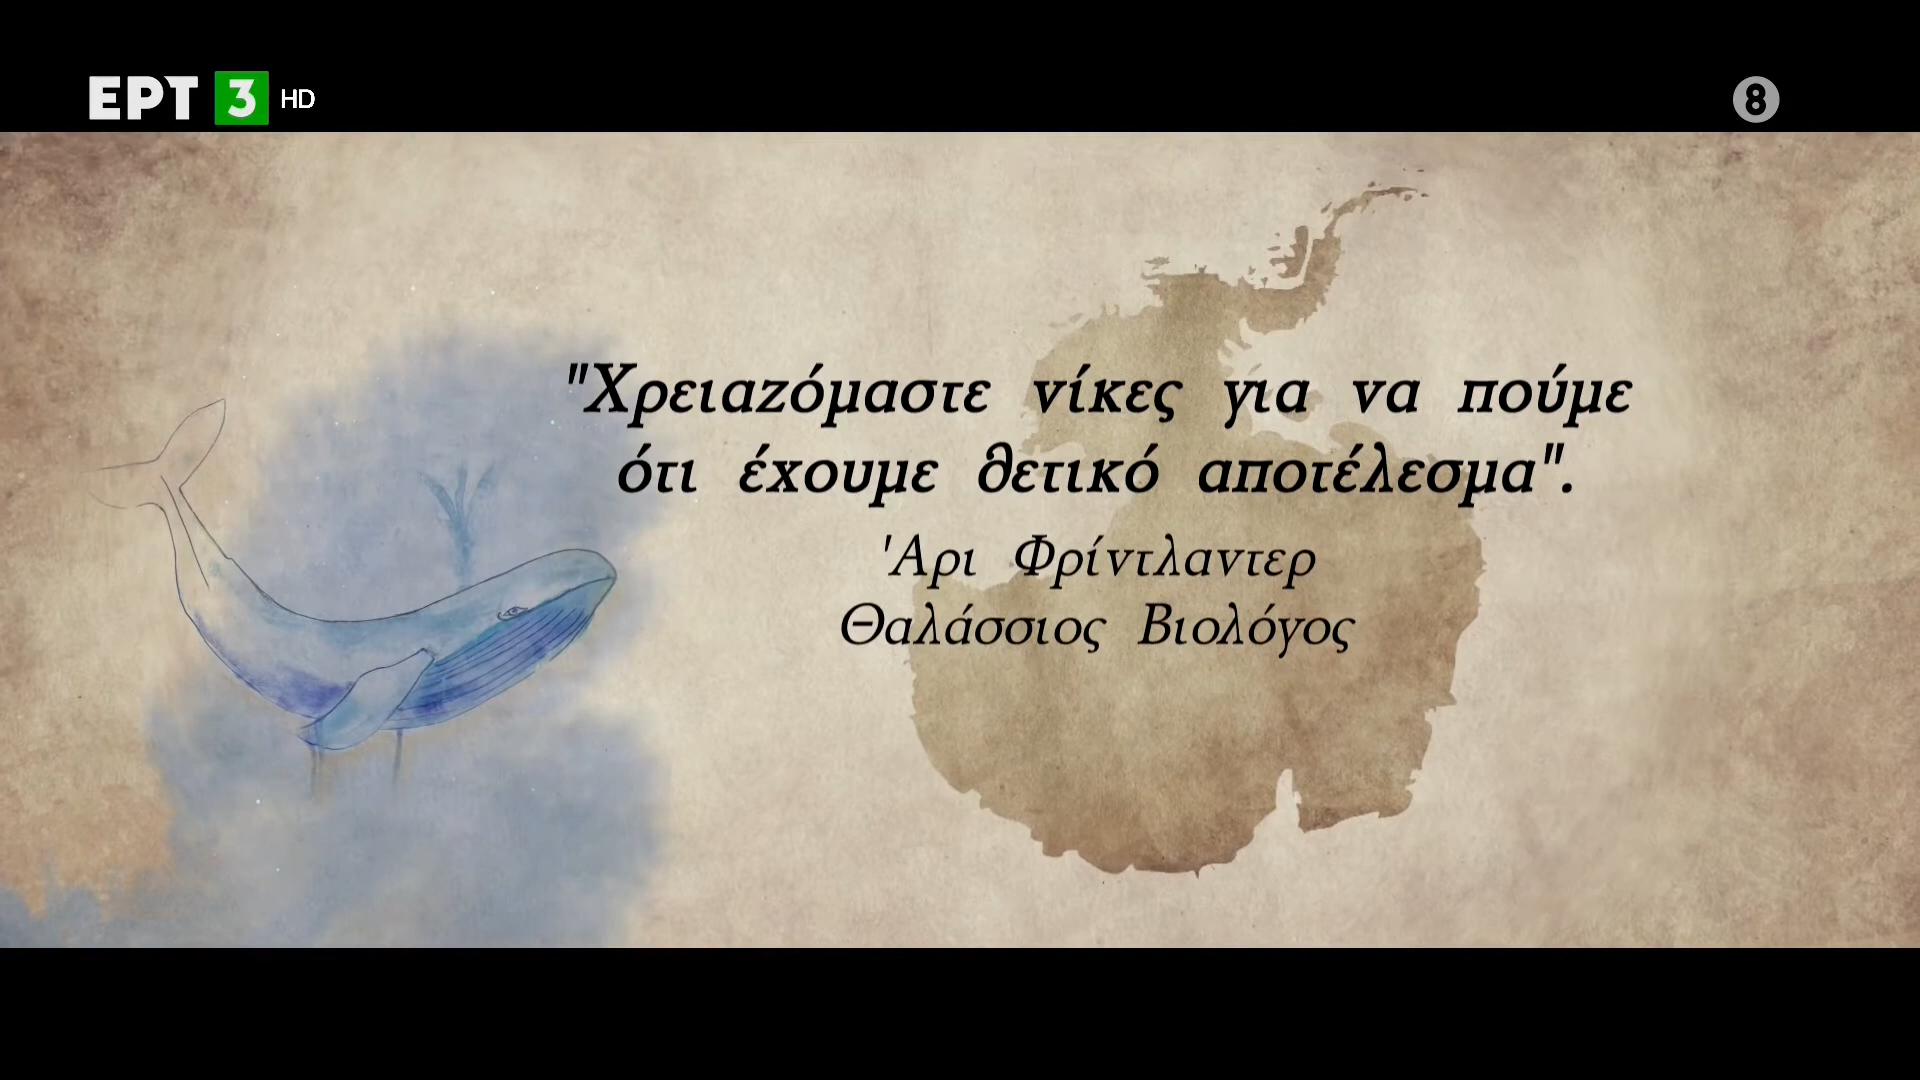 ΕΡΤ 3 HD
8
"Χρειαζόμαστε νίκες για να πούμε
ότι έχουμε θετικό αποτέλεσμα".
'Αρι Φρίντλαντερ
Θαλάσσιος Βιολόγος